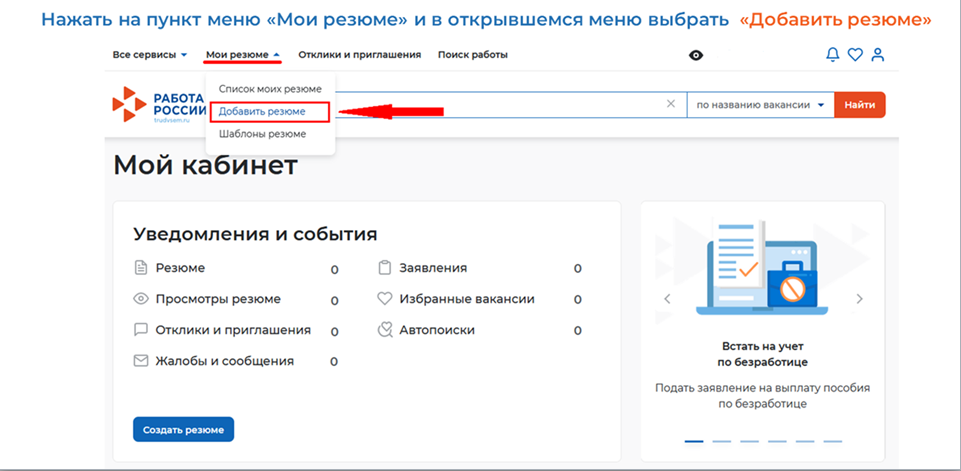 Нажать на пункт меню «Мои резюме» и в открывшемся меню выбрать «Добавить резюме»
Все сервисы Мои резюме Отклики и приглашения Поиск работы
Список моих резюме
Добавить резюме
Шаблоны резюме
РАБОТА
РОССИИ
trudvsem.ru
по названию вакансии Найти
Мой кабинет
Уведомления и события
Резюме 0 Заявления 0
Просмотры резюме 0 Избранные вакансии 0
Отклики и приглашения 0 Автопоиски 0
Жалобы и сообщения 0
Создать резюме
Встать на учет
по безработице
Подать заявление на выплату пособия
по безработице